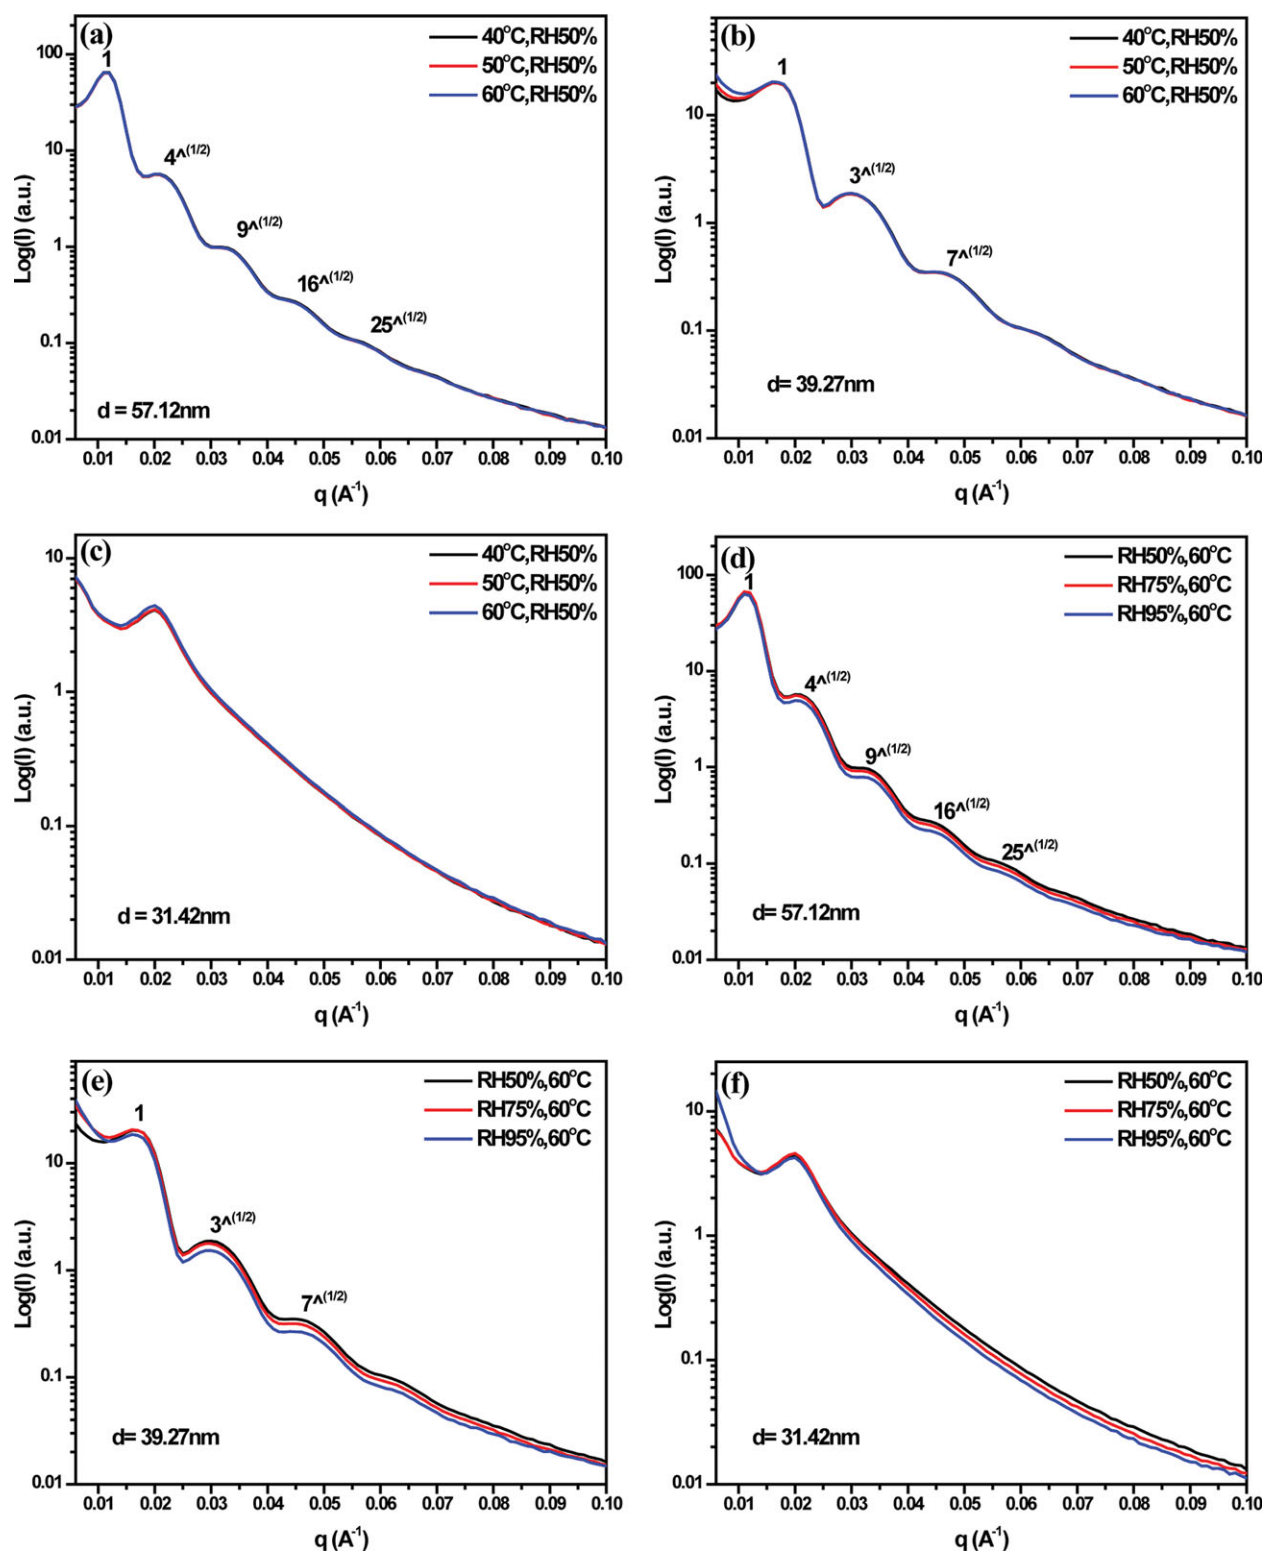 (a)
40°C,RH50%
50°C,RH50%
60°C,RH50%
1
4^(1/2)
9^(1/2)
16^(1/2)
25^(1/2)
d = 57.12nm
Log(I) (a.u.)
100
10
1
0.1
0.01
0.01 0.02 0.03 0.04 0.05 0.06 0.07 0.08 0.09 0.10
q (A⁻¹)
(b)
40°C,RH50%
50°C,RH50%
60°C,RH50%
1
3^(1/2)
7^(1/2)
d= 39.27nm
Log(I) (a.u.)
10
1
0.1
0.01
0.01 0.02 0.03 0.04 0.05 0.06 0.07 0.08 0.09 0.10
q (A⁻¹)
(c)
40°C,RH50%
50°C,RH50%
60°C,RH50%
d = 31.42nm
Log(I) (a.u.)
10
1
0.1
0.01
0.01 0.02 0.03 0.04 0.05 0.06 0.07 0.08 0.09 0.10
q (A⁻¹)
(d)
RH50%,60°C
RH75%,60°C
RH95%,60°C
1
4^(1/2)
9^(1/2)
16^(1/2)
25^(1/2)
d= 57.12nm
Log(I) (a.u.)
100
10
1
0.1
0.01
0.01 0.02 0.03 0.04 0.05 0.06 0.07 0.08 0.09 0.10
q (A⁻¹)
(e)
RH50%,60°C
RH75%,60°C
RH95%,60°C
1
3^(1/2)
7^(1/2)
d= 39.27nm
Log(I) (a.u.)
10
1
0.1
0.01
0.01 0.02 0.03 0.04 0.05 0.06 0.07 0.08 0.09 0.10
q (A⁻¹)
(f)
RH50%,60°C
RH75%,60°C
RH95%,60°C
d= 31.42nm
Log(I) (a.u.)
10
1
0.1
0.01
0.01 0.02 0.03 0.04 0.05 0.06 0.07 0.08 0.09 0.10
q (A⁻¹)